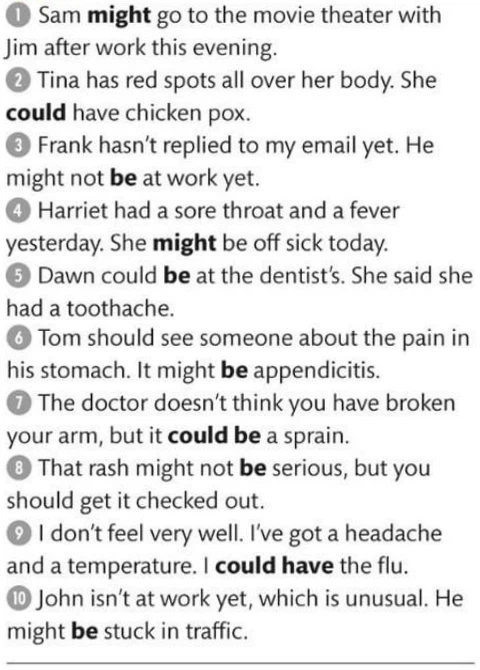 1 Sam might go to the movie theater with
Jim after work this evening.
2 Tina has red spots all over her body. She
could have chicken pox.
3 Frank hasn't replied to my email yet. He
might not be at work yet.
4 Harriet had a sore throat and a fever
yesterday. She might be off sick today.
5 Dawn could be at the dentist's. She said she
had a toothache.
6 Tom should see someone about the pain in
his stomach. It might be appendicitis.
7 The doctor doesn't think you have broken
your arm, but it could be a sprain.
8 That rash might not be serious, but you
should get it checked out.
9 I don't feel very well. I've got a headache
and a temperature. I could have the flu.
10 John isn't at work yet, which is unusual. He
might be stuck in traffic.